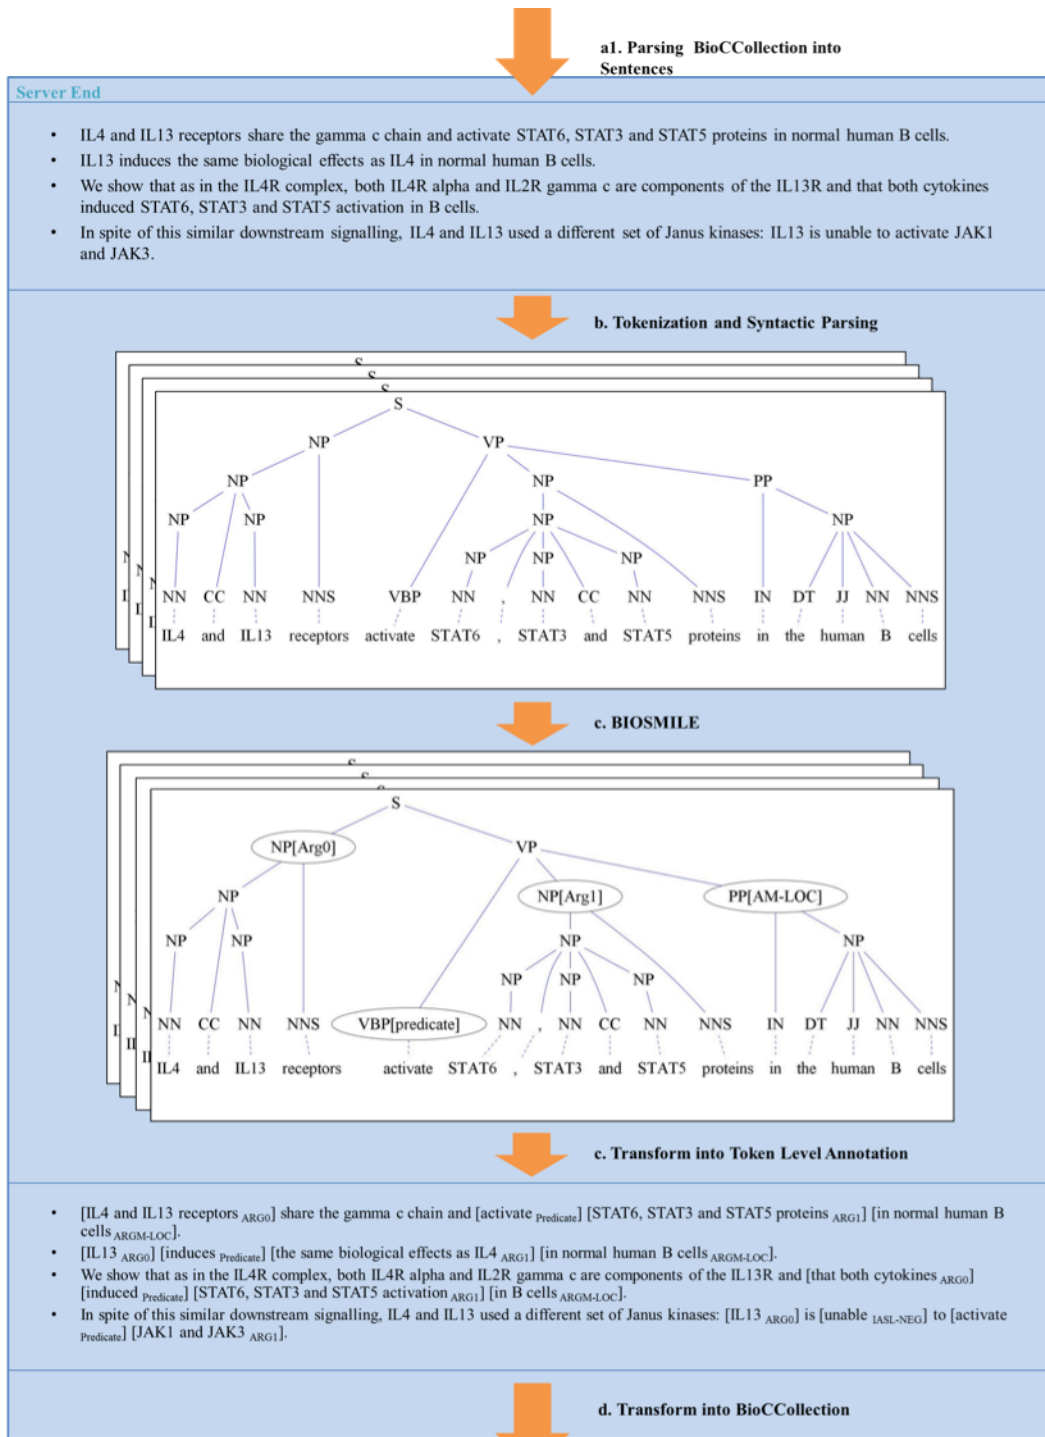 a1. Parsing BioCCollection into
Sentences
Server End
• IL4 and IL13 receptors share the gamma c chain and activate STAT6, STAT3 and STAT5 proteins in normal human B cells.
• IL13 induces the same biological effects as IL4 in normal human B cells.
• We show that as in the IL4R complex, both IL4R alpha and IL2R gamma c are components of the IL13R and that both cytokines
induced STAT6, STAT3 and STAT5 activation in B cells.
• In spite of this similar downstream signalling, IL4 and IL13 used a different set of Janus kinases: IL13 is unable to activate JAK1
and JAK3.
b. Tokenization and Syntactic Parsing
S
S
S
S
NP VP
NP NP PP
NP NP NP NP
NP NP NP
NN CC NN NNS VBP NN , NN CC NN NNS IN DT JJ NN NNS
IL4 and IL13 receptors activate STAT6 , STAT3 and STAT5 proteins in the human B cells
c. BIOSMILE
S
S
S
S
NP[Arg0] VP
NP NP[Arg1] PP[AM-LOC]
NP NP NP NP
NP NP NP
NN CC NN NNS VBP[predicate] NN , NN CC NN NNS IN DT JJ NN NNS
IL4 and IL13 receptors activate STAT6 , STAT3 and STAT5 proteins in the human B cells
c. Transform into Token Level Annotation
• [IL4 and IL13 receptors ARG0] share the gamma c chain and [activate Predicate] [STAT6, STAT3 and STAT5 proteins ARG1] [in normal human B
cells ARGM-LOC].
• [IL13 ARG0] [induces Predicate] [the same biological effects as IL4 ARG1] [in normal human B cells ARGM-LOC].
• We show that as in the IL4R complex, both IL4R alpha and IL2R gamma c are components of the IL13R and [that both cytokines ARG0]
[induced Predicate] [STAT6, STAT3 and STAT5 activation ARG1] [in B cells ARGM-LOC].
• In spite of this similar downstream signalling, IL4 and IL13 used a different set of Janus kinases: [IL13 ARG0] is [unable IASL-NEG] to [activate
Predicate] [JAK1 and JAK3 ARG1].
d. Transform into BioCCollection